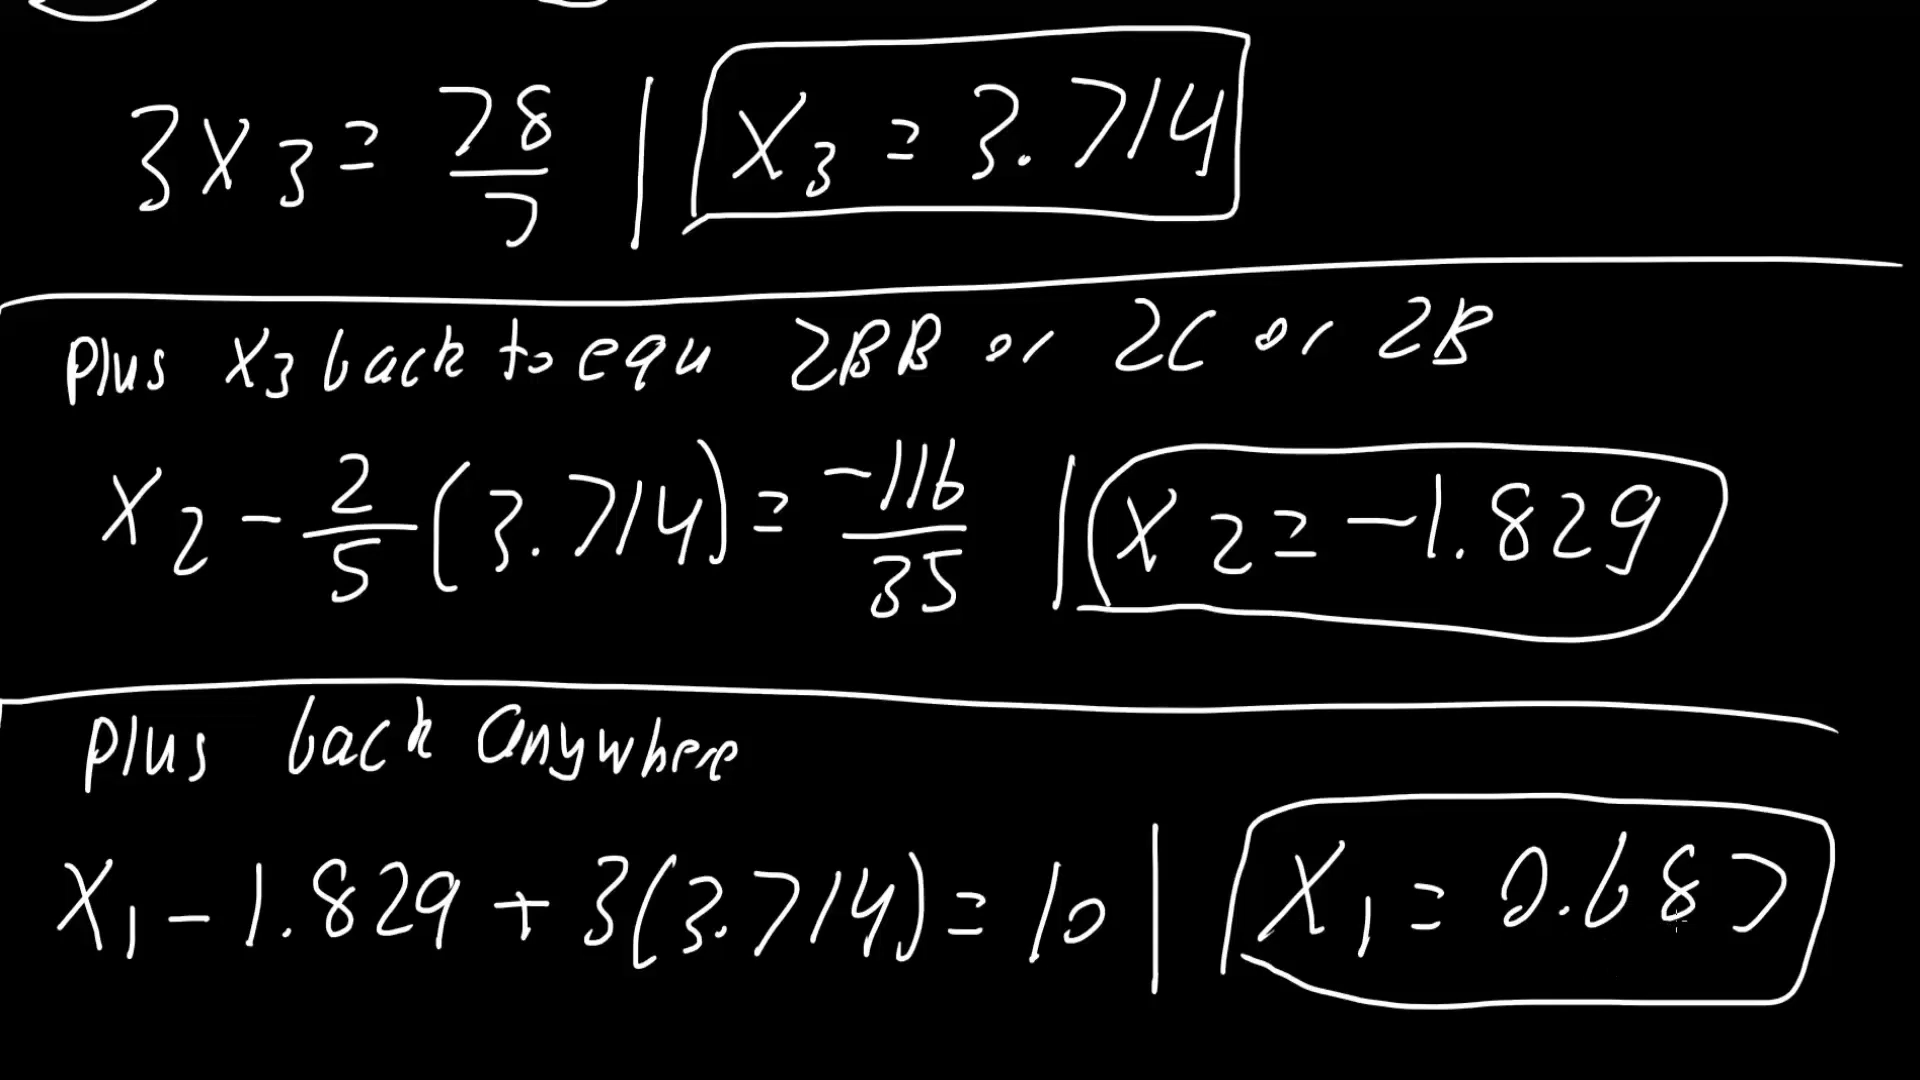 3x₃ = 78/7 | x₃ = 3.714
Plus x₃ back to equ 2BB or 2C or 2B
x₂ - 2/5 (3.714) = -116/35 | x₂ = -1.829
Plus back anywhere
x₁ - 1.829 + 3(3.714) = 10 | x₁ = 0.687